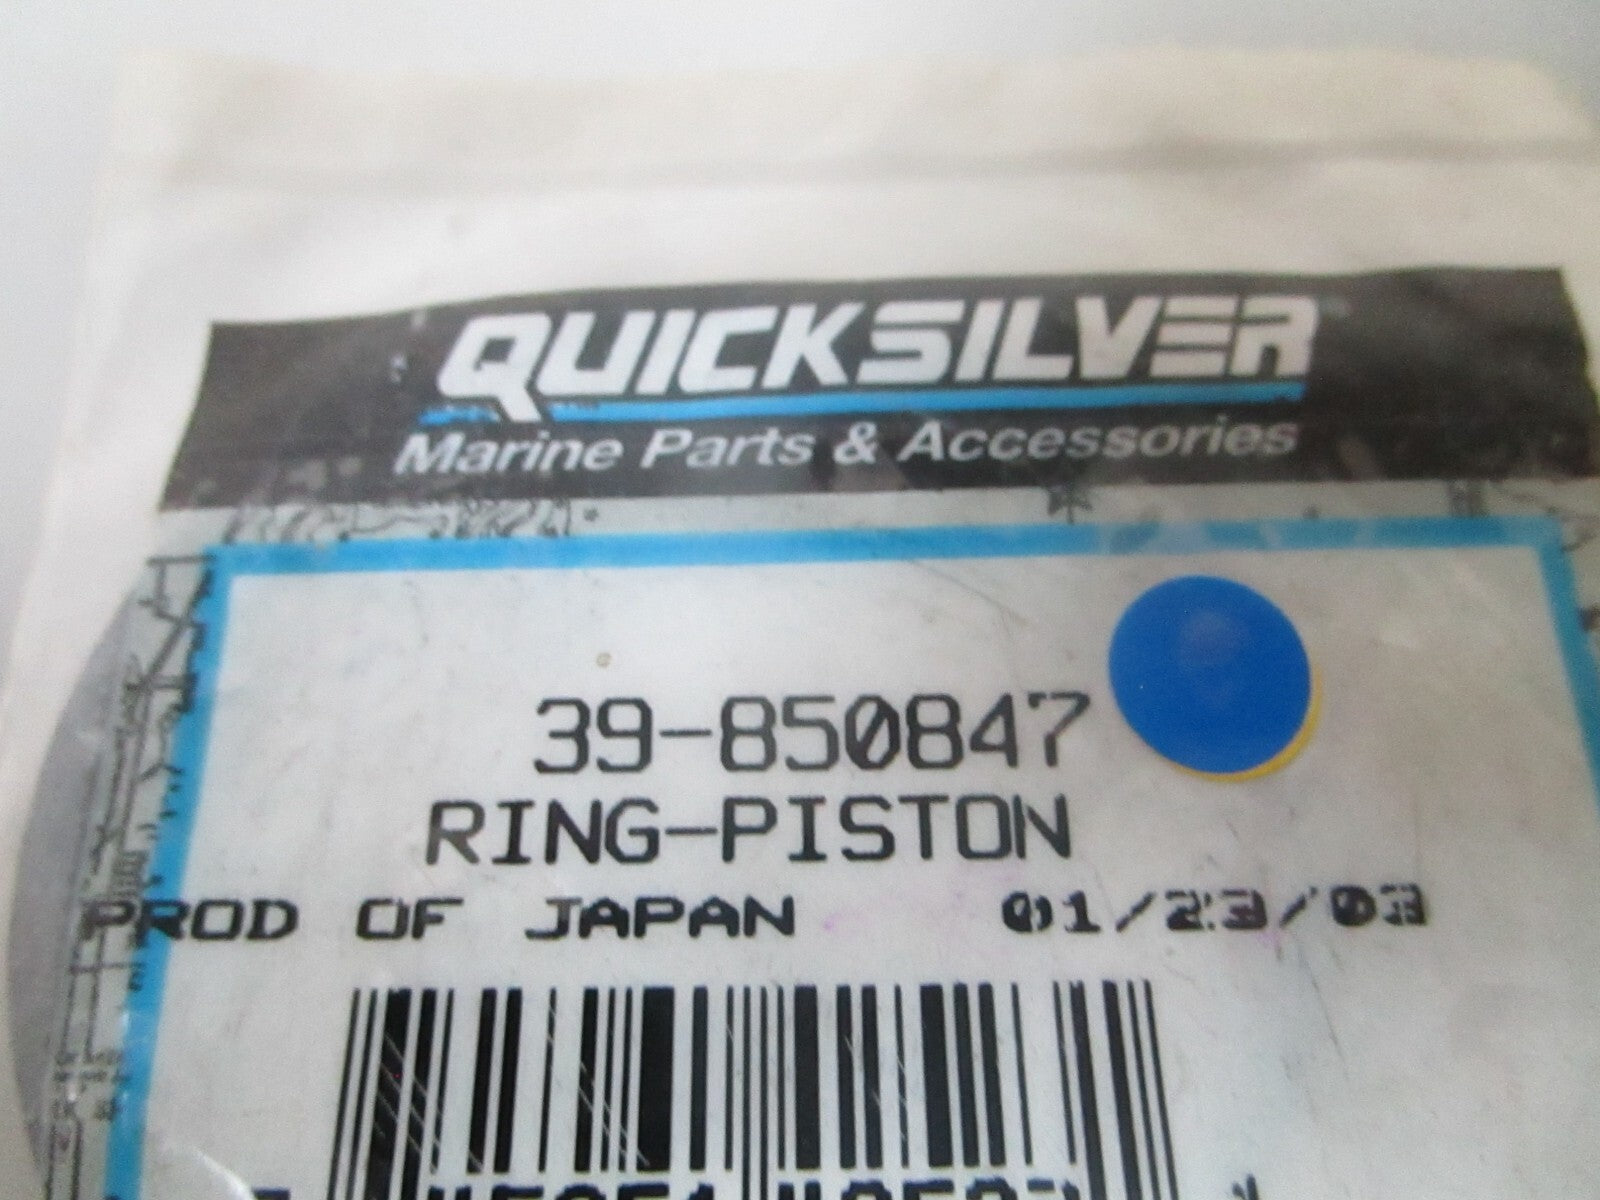 QUICKSILVER
Marine Parts & Accessories
39-850847
RING-PISTON
PROD OF JAPAN 01/23/03